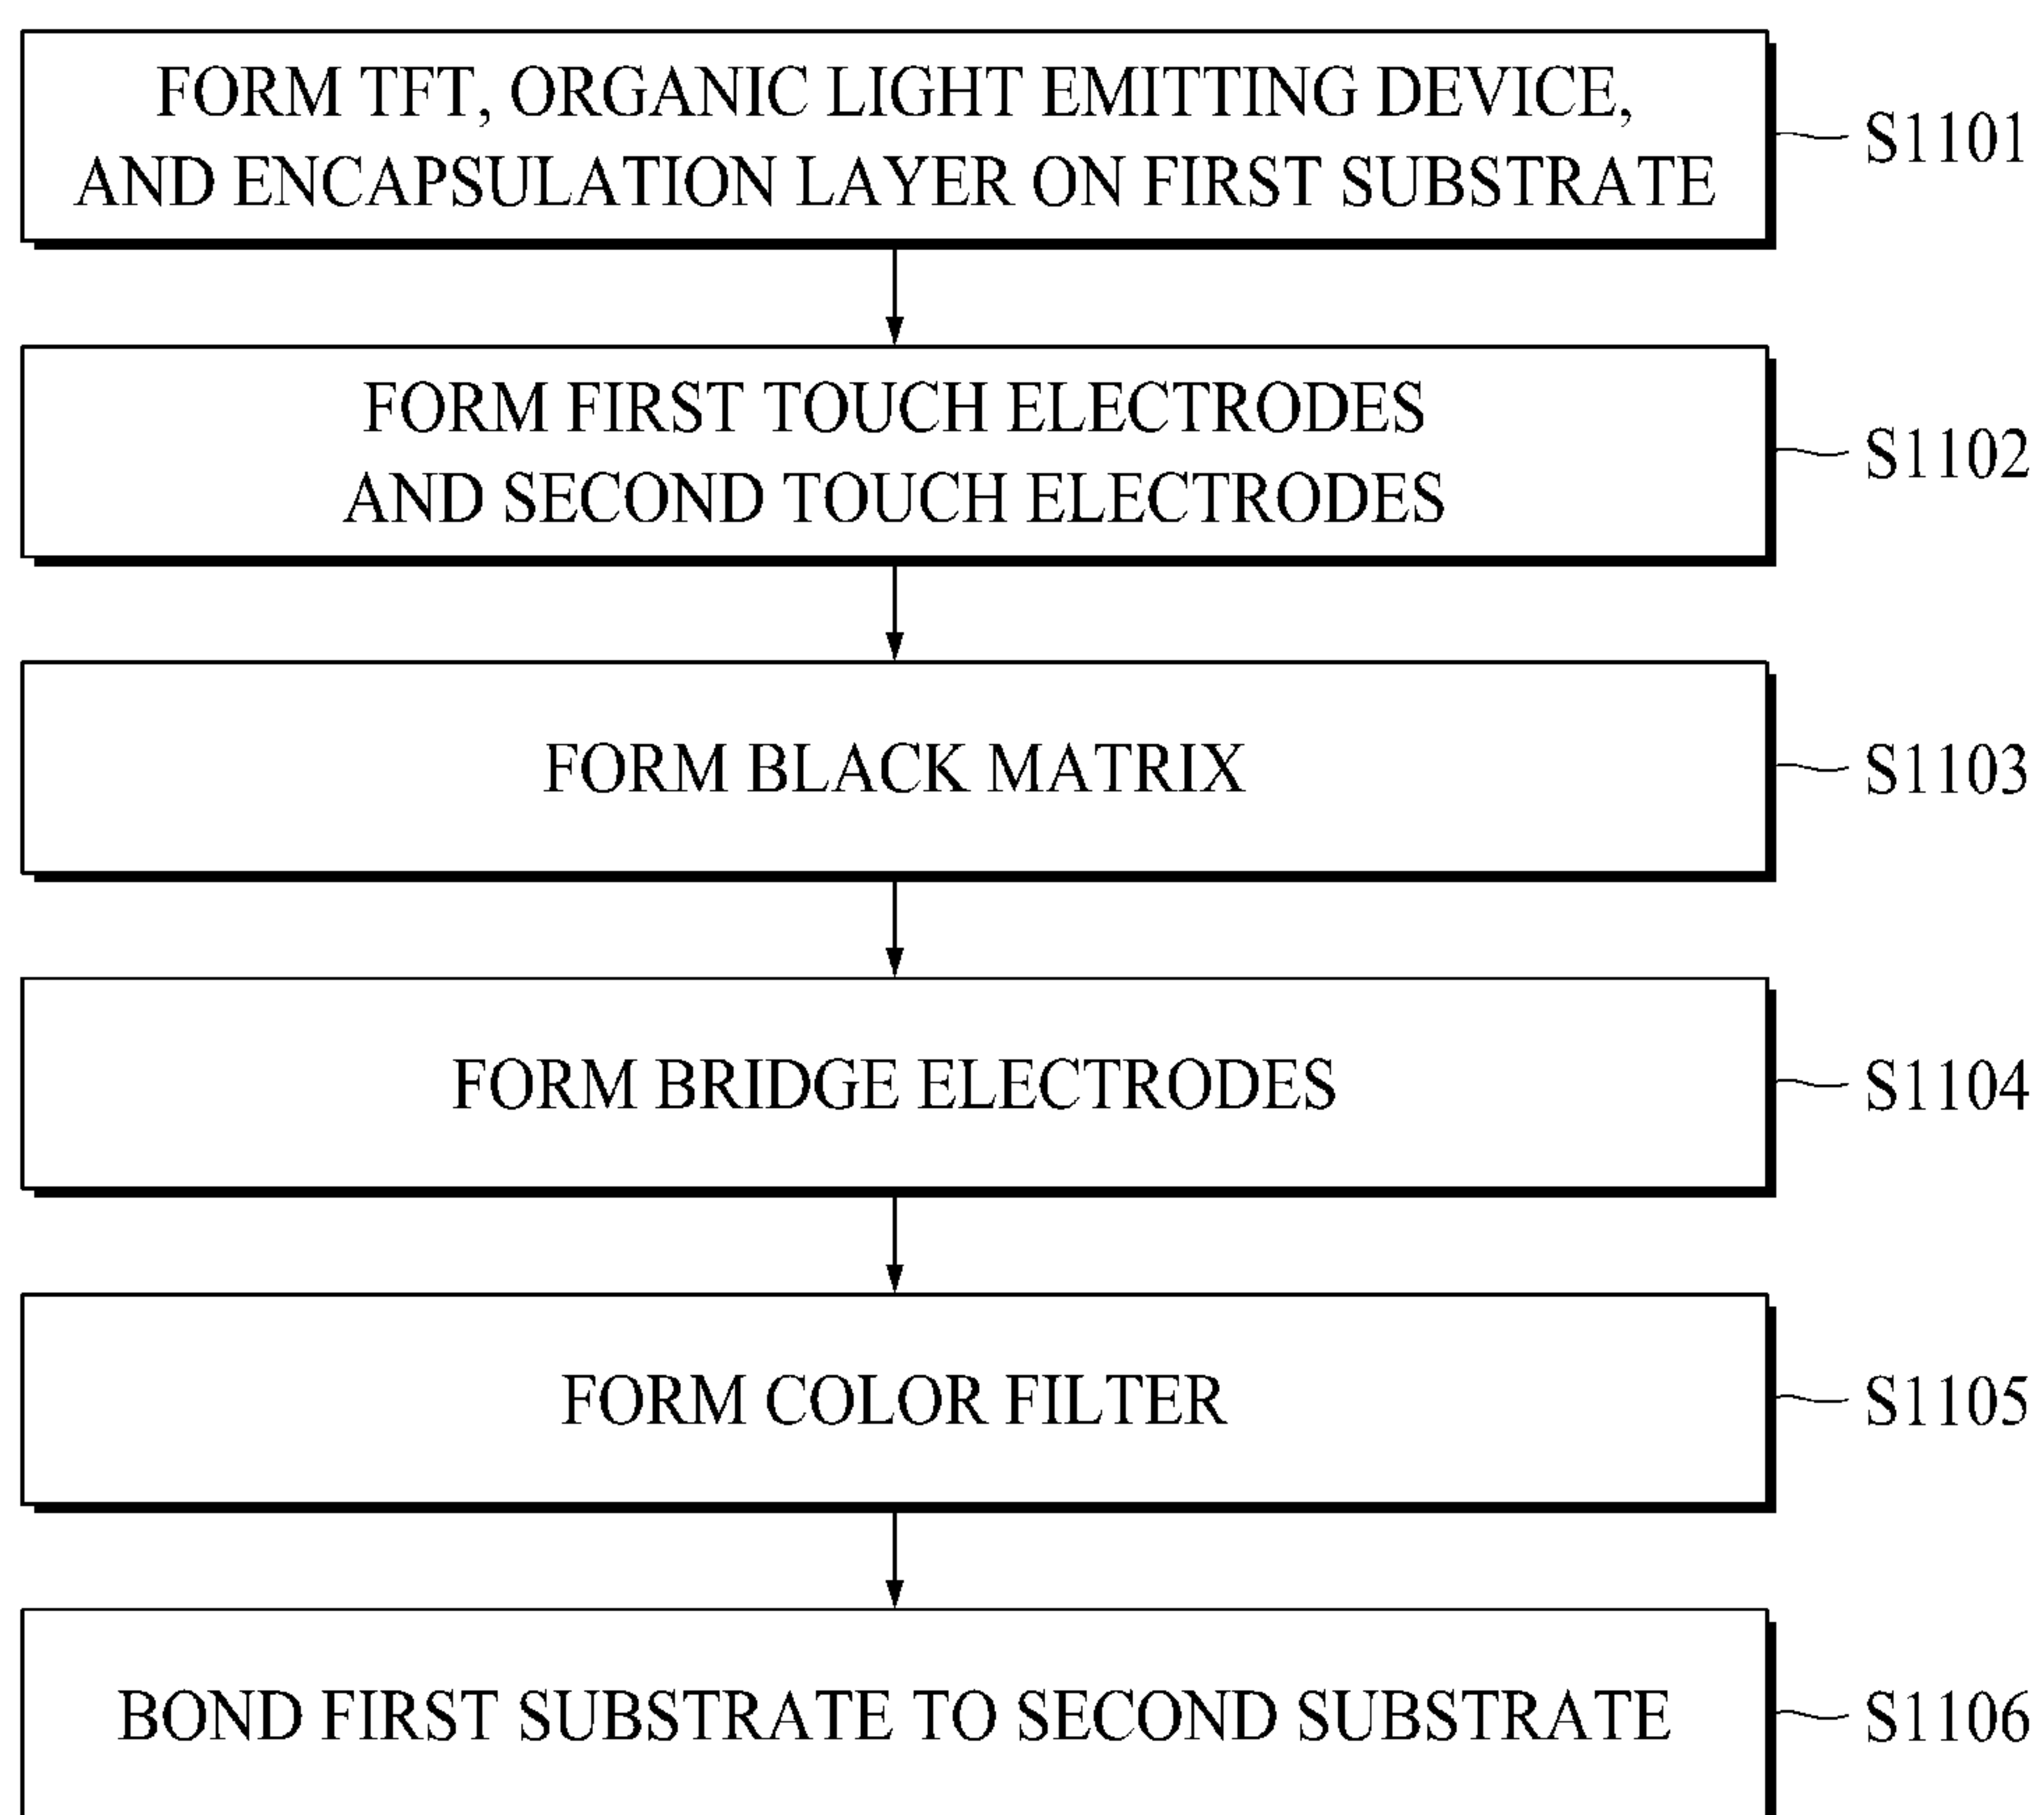 FORM TFT, ORGANIC LIGHT EMITTING DEVICE,
AND ENCAPSULATION LAYER ON FIRST SUBSTRATE
S1101
FORM FIRST TOUCH ELECTRODES
AND SECOND TOUCH ELECTRODES
S1102
FORM BLACK MATRIX
S1103
FORM BRIDGE ELECTRODES
S1104
FORM COLOR FILTER
S1105
BOND FIRST SUBSTRATE TO SECOND SUBSTRATE
S1106